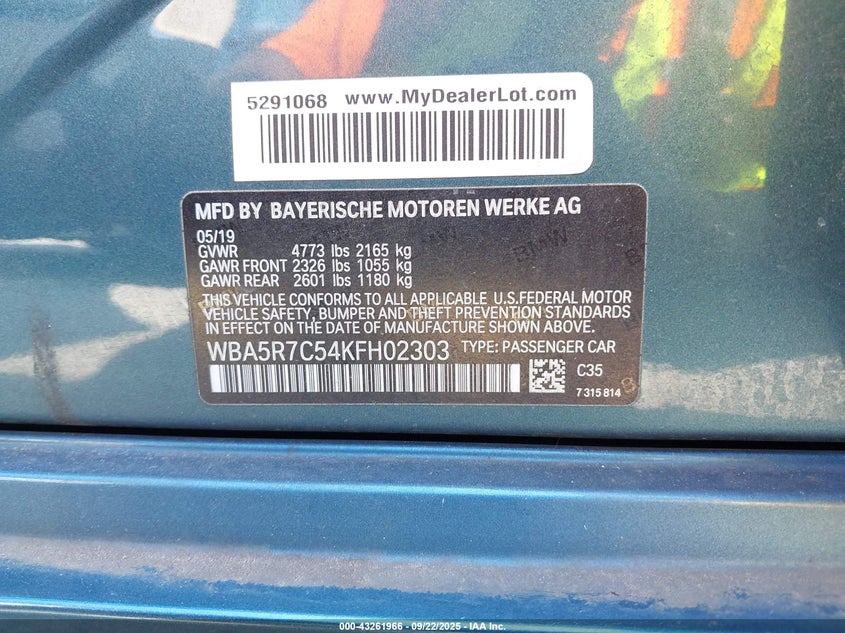 5291068 www.MyDealerLot.com
MFD BY BAYERISCHE MOTOREN WERKE AG
05/19
GVWR 4773 lbs 2165 kg
GAWR FRONT 2326 lbs 1055 kg
GAWR REAR 2601 lbs 1180 kg
THIS VEHICLE CONFORMS TO ALL APPLICABLE U.S.FEDERAL MOTOR
VEHICLE SAFETY, BUMPER AND THEFT PREVENTION STANDARDS
IN EFFECT ON THE DATE OF MANUFACTURE SHOWN ABOVE.
WBA5R7C54KFH02303 TYPE: PASSENGER CAR
C35
7 315 814
000-43261966 - 09/22/2025 - IAA Inc.